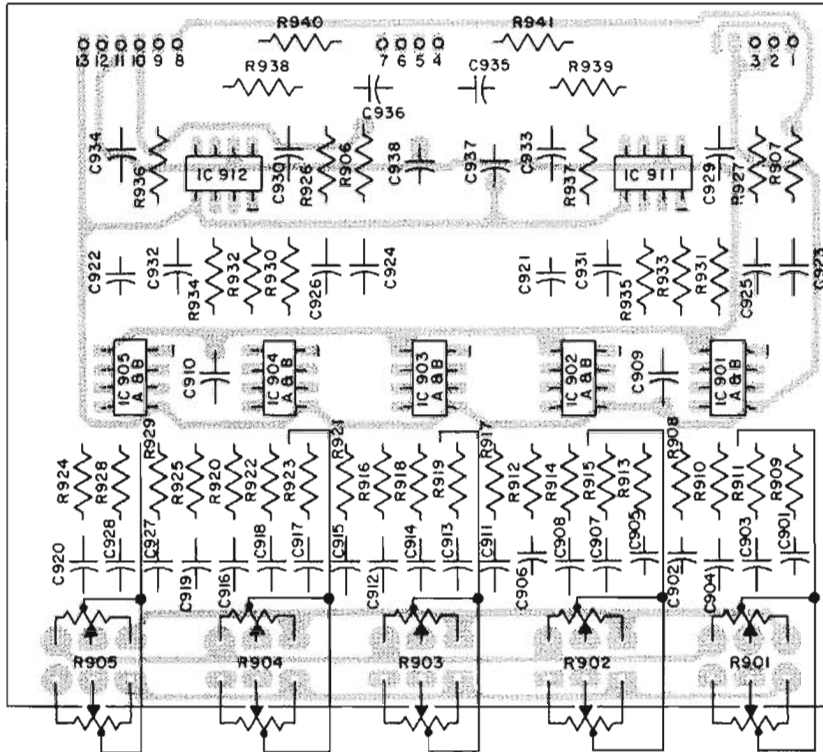 R940
R941
13 12 11 10 9 8
7 6 5 4
3 2 1
R938
C936
C935
R939
C934
R936
IC 912
C930
R926
R906
C938
C937
C933
R937
IC 911
C929
R927
R907
C922
C932
R934
R932
R930
C926
C924
C921
C931
R935
R933
R931
C925
C923
IC 905
A & B
C910
IC 904
A & B
IC 903
A & B
IC 902
A & B
C909
IC 901
A & B
R924
R928
R929
R925
R920
R922
R923
R921
R916
R918
R919
R917
R912
R914
R915
R913
R908
R910
R911
R909
C920
C928
C927
C919
C916
C918
C917
C915
C912
C914
C913
C911
C906
C908
C907
C905
C902
C904
C903
C901
R905
R904
R903
R902
R901